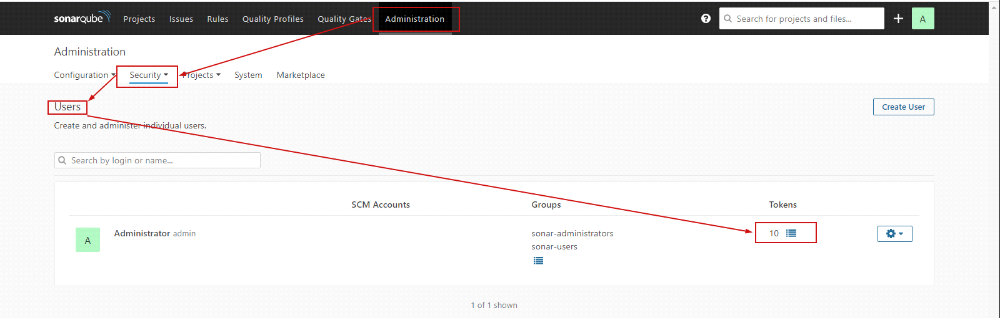 sonarqube Projects Issues Rules Quality Profiles Quality Gates Administration ? Search for projects and files... A
Administration
Configuration Security Projects System Marketplace
Users Create User
Create and administer individual users.
Search by login or name...
SCM Accounts Groups Tokens
A Administrator admin sonar-administrators 10
sonar-users
1 of 1 shown